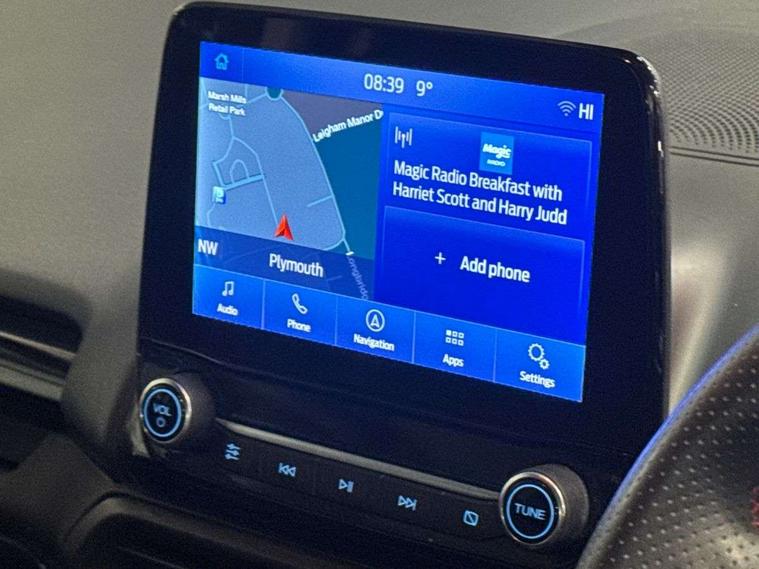 08:39 9°
HI
Marsh Mills
Retail Park
Leigham Manor D
Magic
RADIO
Magic Radio Breakfast with
Harriet Scott and Harry Judd
P
NW
Plymouth
+ Add phone
Audio
Phone
Navigation
Apps
Settings
VOL
TUNE